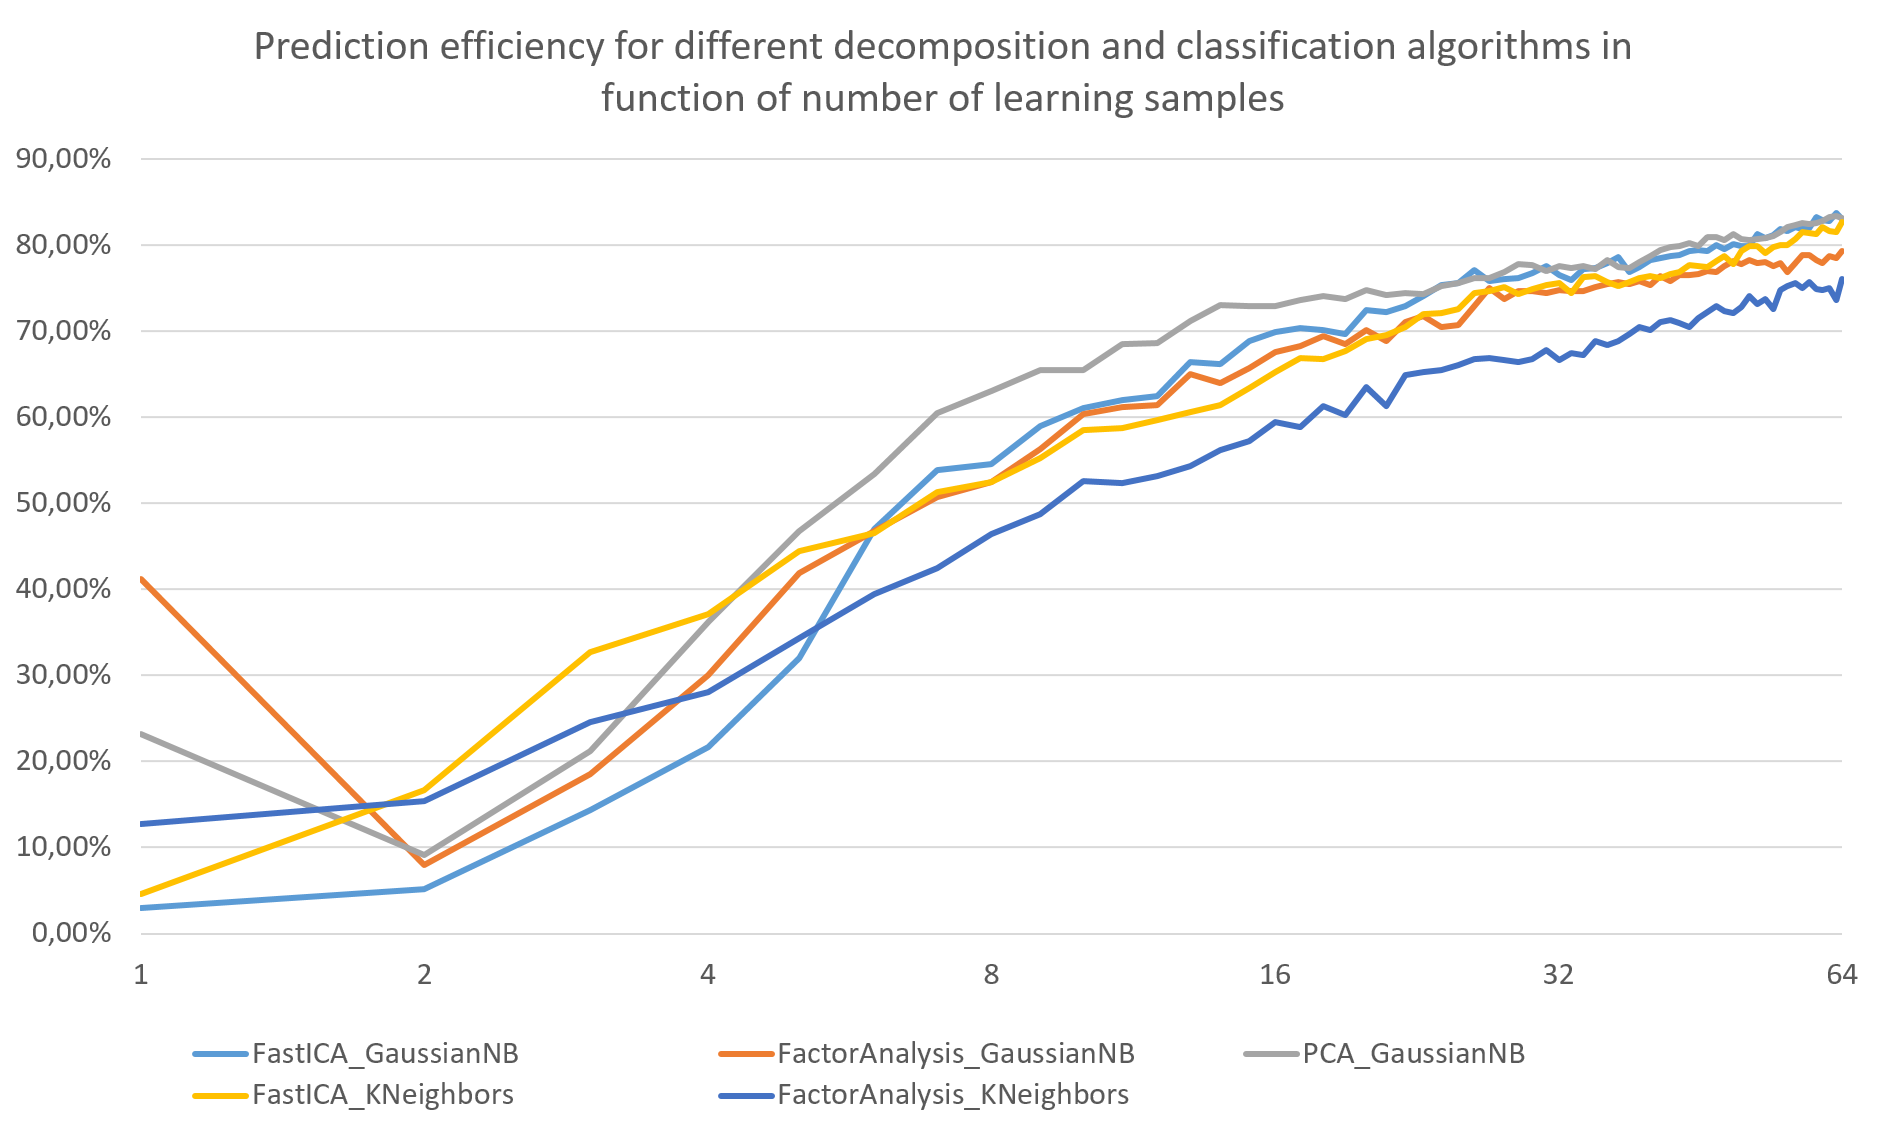 Prediction efficiency for different decomposition and classification algorithms in
function of number of learning samples
90,00%
80,00%
70,00%
60,00%
50,00%
40,00%
30,00%
20,00%
10,00%
0,00%
1 2 4 8 16 32 64
FastICA_GaussianNB FactorAnalysis_GaussianNB PCA_GaussianNB
FastICA_KNeighbors FactorAnalysis_KNeighbors